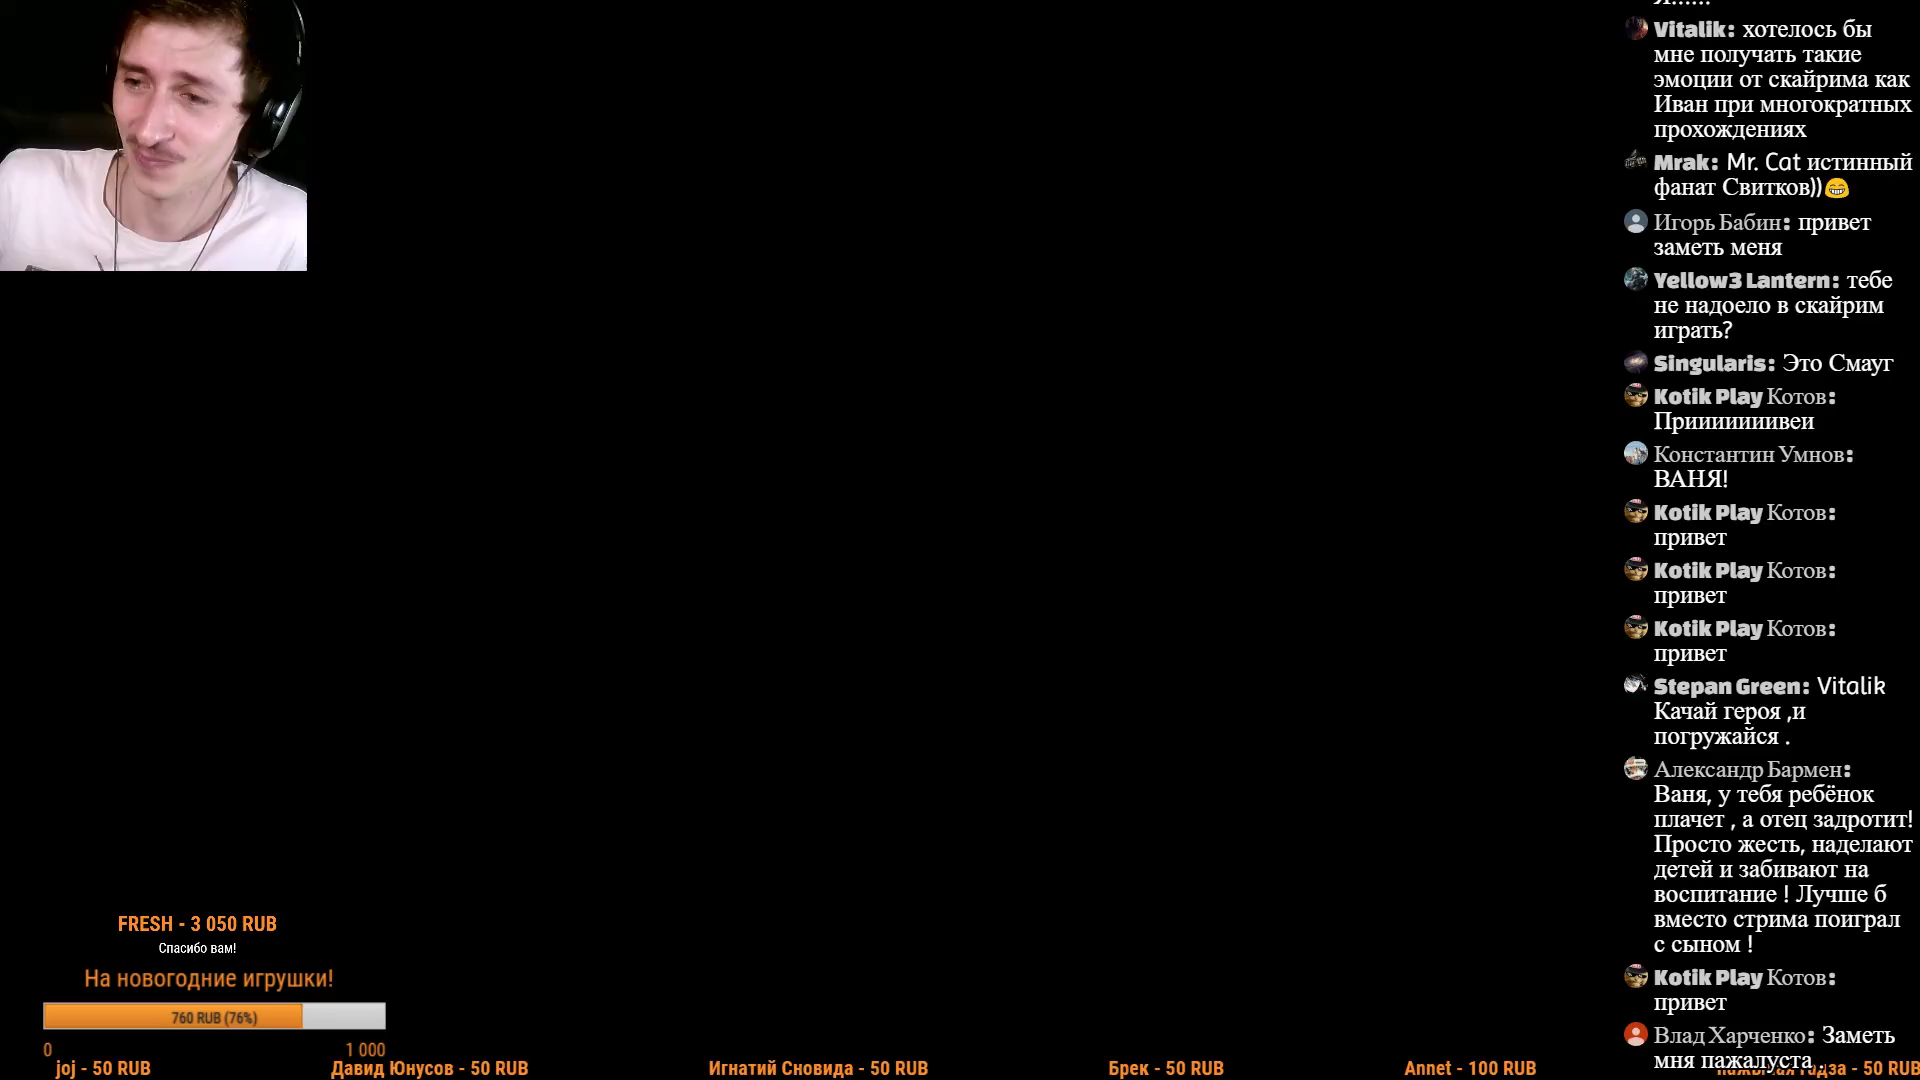 Я......
Vitalik: хотелось бы
мне получать такие
эмоции от скайрима как
Иван при многократных
прохождениях
Mrak: Mr. Cat истинный
фанат Свитков))😁
Игорь Бабин: привет
заметь меня
Yellow3 Lantern: тебе
не надоело в скайрим
играть?
Singularis: Это Смауг
Kotik Play Котов:
Прииииииивеи
Константин Умнов:
ВАНЯ!
Kotik Play Котов:
привет
Kotik Play Котов:
привет
Kotik Play Котов:
привет
Stepan Green: Vitalik
Качай героя ,и
погружайся .
Александр Бармен:
Ваня, у тебя ребёнок
плачет , а отец задротит!
Просто жесть, наделают
детей и забивают на
воспитание ! Лучше б
вместо стрима поиграл
с сыном !
Kotik Play Котов:
привет
Влад Харченко: Заметь
мня пажалуста
FRESH - 3 050 RUB
Спасибо вам!
На новогодние игрушки!
760 RUB (76%)
0 1 000
joj - 50 RUB Давид Юнусов - 50 RUB Игнатий Сновида - 50 RUB Брек - 50 RUB Annet - 100 RUB - 50 RUB